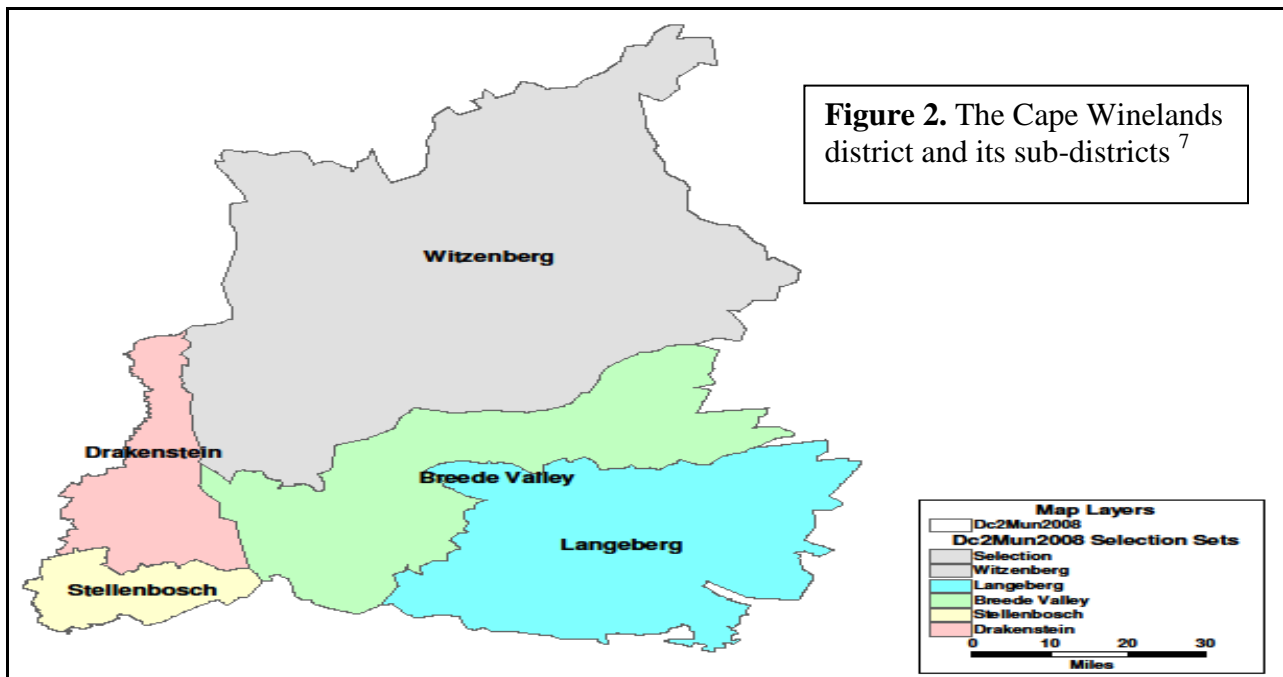 Figure 2. The Cape Winelands
district and its sub-districts 7
Witzenberg
Drakenstein
Breede Valley
Langeberg
Stellenbosch
Map Layers
Dc2Mun2008
Dc2Mun2008 Selection Sets
Selection
Witzenberg
Langeberg
Breede Valley
Stellenbosch
Drakenstein
0 10 20 30
Miles